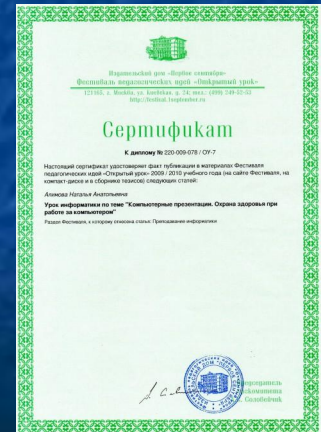 Издательский дом «Первое сентября»
Фестиваль педагогических идей «Открытый урок»
121165, г. Москва, ул. Киевская, д. 24; тел.: (499) 249-52-53
http://festival.1september.ru
Сертификат
К диплому № 220-009-078 / ОУ-7
Настоящий сертификат удостоверяет факт публикации в материалах Фестиваля
педагогических идей «Открытый урок» 2009 / 2010 учебного года (на сайте Фестиваля, на
компакт-диске и в сборнике тезисов) следующих статей:
Наталья Анатольевна
Урок информатики по теме "Компьютерные презентации. Охрана здоровья при
работе за компьютером"
Раздел Фестиваля, к которому отнесена статья: Преподавание информатики
Соловейчик